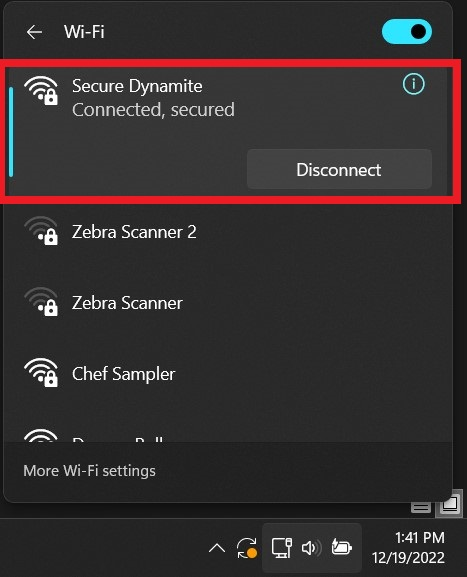 Wi-Fi
Secure Dynamite
Connected, secured
Disconnect
Zebra Scanner 2
Zebra Scanner
Chef Sampler
More Wi-Fi settings
1:41 PM
12/19/2022